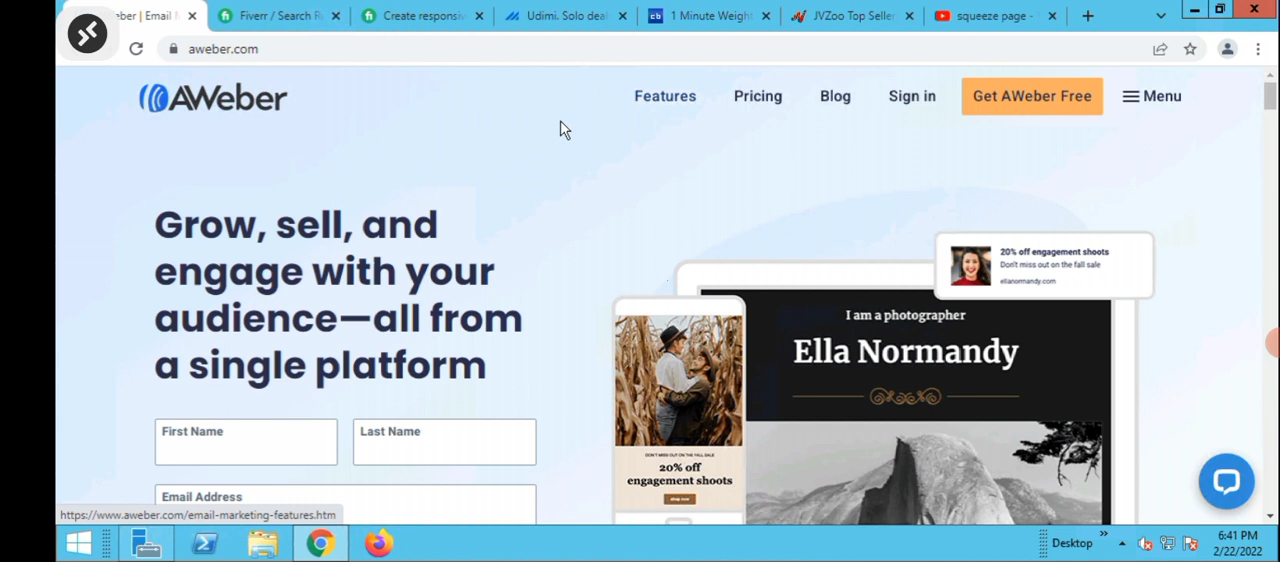 Weber | Email M
Fiverr / Search R
Create responsiv
Udimi. Solo deal
cb 1 Minute Weigh
JVZoo Top Seller
squeeze page -
aweber.com
AWeber
Features Pricing Blog Sign in Get AWeber Free Menu
Grow, sell, and
engage with your
audience—all from
a single platform
First Name Last Name
Email Address
20% off engagement shoots
Don't miss out on the fall sale
ellanormandy.com
I am a photographer
Ella Normandy
DON'T MISS OUT ON THE FALL SALE
20% off
engagement shoots
shop now
https://www.aweber.com/email-marketing-features.htm
Desktop
6:41 PM
2/22/2022